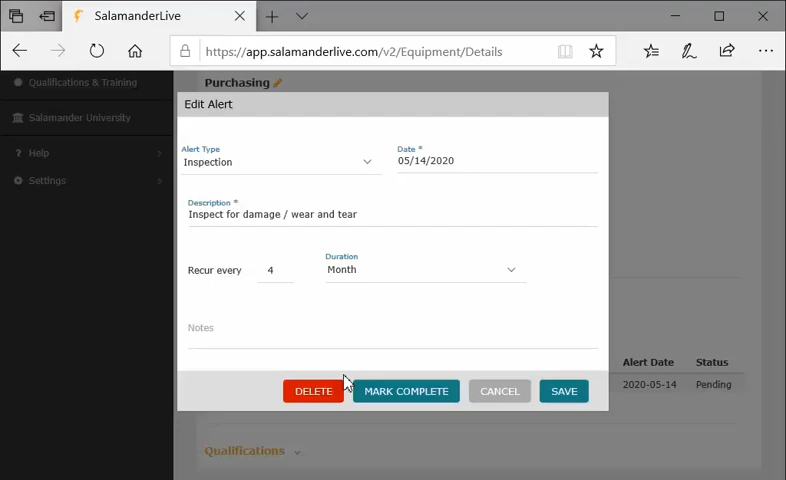 SalamanderLive
https://app.salamanderlive.com/v2/Equipment/Details
Qualifications & Training
Salamander University
Help
Settings
Purchasing
Edit Alert
Alert Type
Inspection
Date *
05/14/2020
Description *
Inspect for damage / wear and tear
Recur every
4
Duration
Month
Notes
DELETE
MARK COMPLETE
CANCEL
SAVE
Alert Date
Status
2020-05-14
Pending
Qualifications